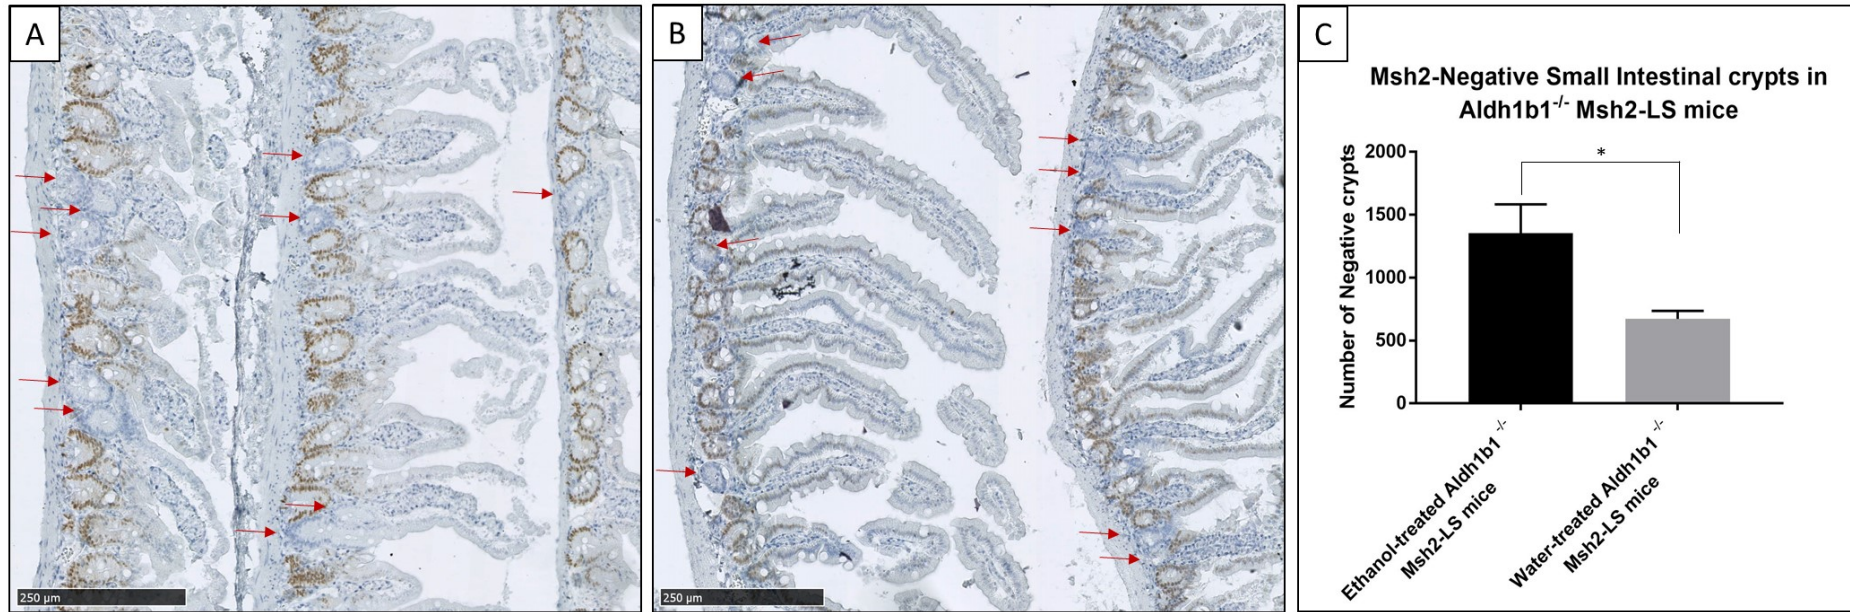 A
250 μm
B
250 μm
C
Msh2-Negative Small Intestinal crypts in
Aldh1b1-/- Msh2-LS mice
*
Number of Negative crypts
2000
1500
1000
500
0
Ethanol-treated Aldh1b1 -/-
Msh2-LS mice
Water-treated Aldh1b1 -/-
Msh2-LS mice